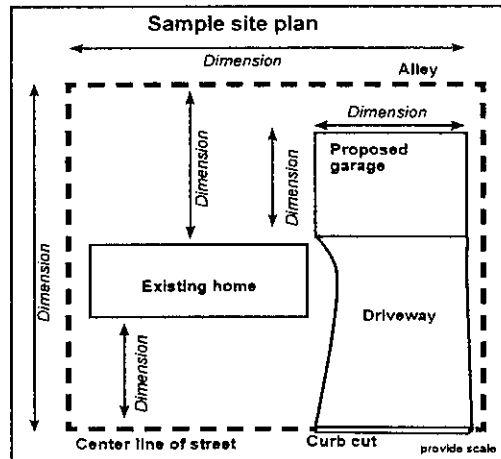 Sample site plan
Dimension
Alley
Dimension
Proposed
garage
Dimension
Dimension
Dimension
Existing home
Driveway
Dimension
Center line of street
Curb cut
provide scale